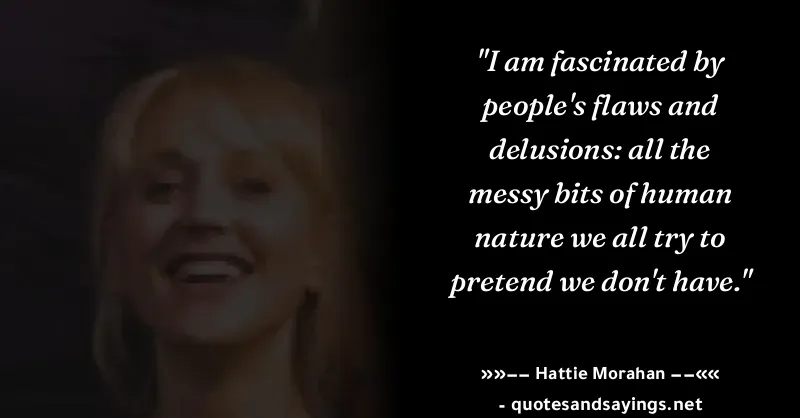 "I am fascinated by
people's flaws and
delusions: all the
messy bits of human
nature we all try to
pretend we don't have."
»»–– Hattie Morahan ––««
- quotesandsayings.net